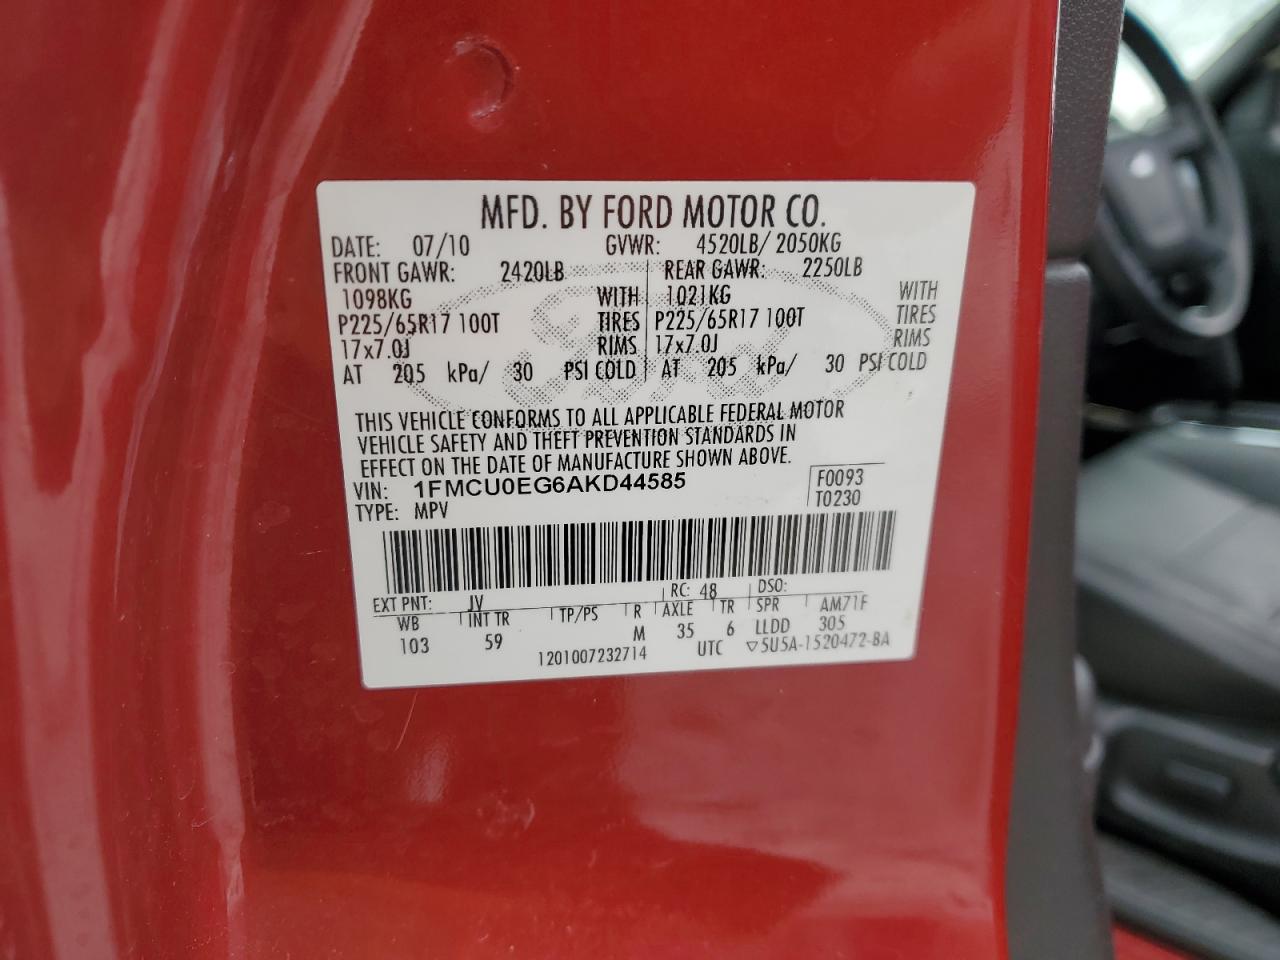 MFD. BY FORD MOTOR CO.
DATE: 07/10 GVWR: 4520LB/ 2050KG
FRONT GAWR: 2420LB REAR GAWR: 2250LB
1098KG WITH 1021KG WITH
P225/65R17 100T TIRES P225/65R17 100T TIRES
17x7.0J RIMS 17x7.0J RIMS
AT 205 kPa/ 30 PSI COLD AT 205 kPa/ 30 PSI COLD
THIS VEHICLE CONFORMS TO ALL APPLICABLE FEDERAL MOTOR
VEHICLE SAFETY AND THEFT PREVENTION STANDARDS IN
EFFECT ON THE DATE OF MANUFACTURE SHOWN ABOVE.
VIN: 1FMCU0EG6AKD44585 F0093
TYPE: MPV T0230
EXT PNT: JV RC: 48 DSO:
WB INT TR TP/PS R AXLE TR SPR AM71F
103 59 M 35 6 LLDD 305
1201007232714 UTC ▽5U5A-1520472-BA